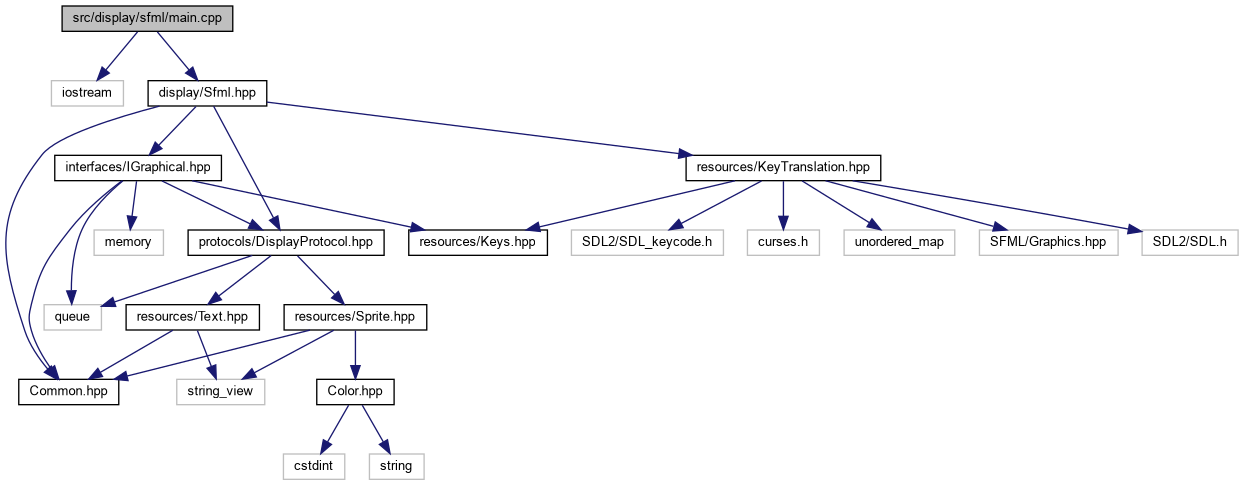 src/display/sfml/main.cpp
iostream
display/Sfml.hpp
interfaces/IGraphical.hpp
resources/KeyTranslation.hpp
memory
protocols/DisplayProtocol.hpp
resources/Keys.hpp
SDL2/SDL_keycode.h
curses.h
unordered_map
SFML/Graphics.hpp
SDL2/SDL.h
queue
resources/Text.hpp
resources/Sprite.hpp
Common.hpp
string_view
Color.hpp
cstdint
string